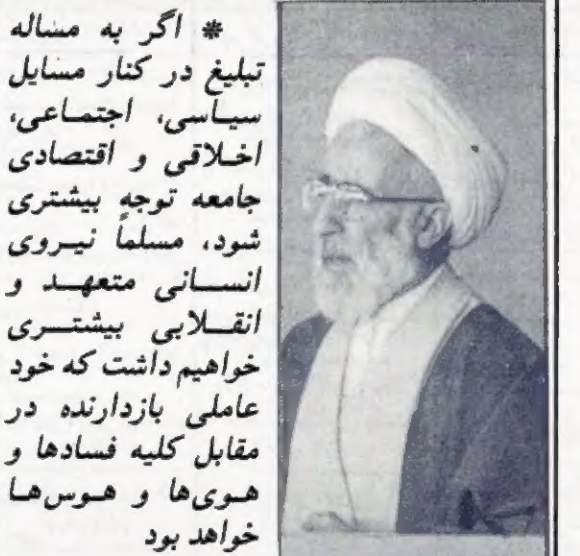 * اگر به مساله
تبلیغ در کنار مسایل
سیاسی، اجتماعی،
اخلاقی و اقتصادی
جامعه توجه بیشتری
شود، مسلماً نیروی
انسانی متعهد و
انقلابی بیشتری
خواهیم داشت که خود
عاملی بازدارنده در
مقابل کلیه فسادها و
هوی‌ها و هوس‌ها
خواهد بود